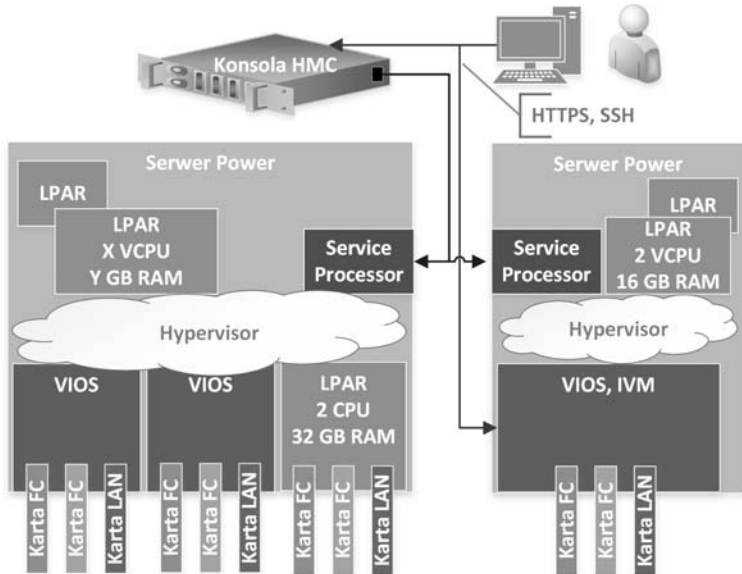 Konsola HMC
HTTPS, SSH
Serwer Power
LPAR
LPAR
X VCPU
Y GB RAM
Service
Processor
Hypervisor
VIOS
VIOS
LPAR
2 CPU
32 GB RAM
Karta FC
Karta FC
Karta LAN
Karta FC
Karta FC
Karta LAN
Karta FC
Karta FC
Karta LAN
Serwer Power
LPAR
LPAR
2 VCPU
16 GB RAM
Service
Processor
Hypervisor
VIOS, IVM
Karta FC
Karta FC
Karta LAN